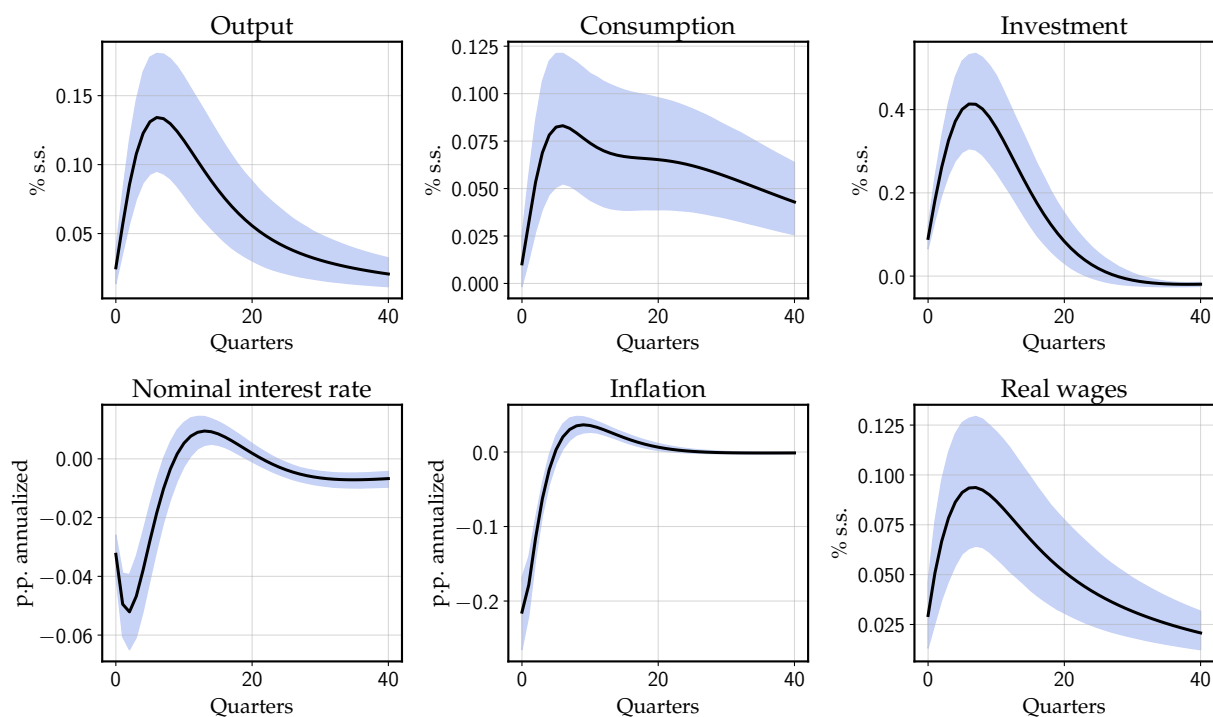 Output
Consumption
Investment
% s.s.
0.15
0.10
0.05
0
20
40
Quarters
% s.s.
0.125
0.100
0.075
0.050
0.025
0.000
0
20
40
Quarters
% s.s.
0.4
0.2
0.0
0
20
40
Quarters
Nominal interest rate
Inflation
Real wages
p.p. annualized
0.00
−0.02
−0.04
−0.06
0
20
40
Quarters
p.p. annualized
0.0
−0.1
−0.2
0
20
40
Quarters
% s.s.
0.125
0.100
0.075
0.050
0.025
0
20
40
Quarters